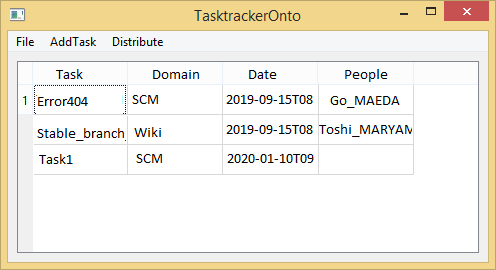 TasktrackerOnto
File AddTask Distribute
Task Domain Date People
1 Error404 SCM 2019-09-15T08 Go_MAEDA
Stable_branch_ Wiki 2019-09-15T08 Toshi_MARYAM
Task1 SCM 2020-01-10T09